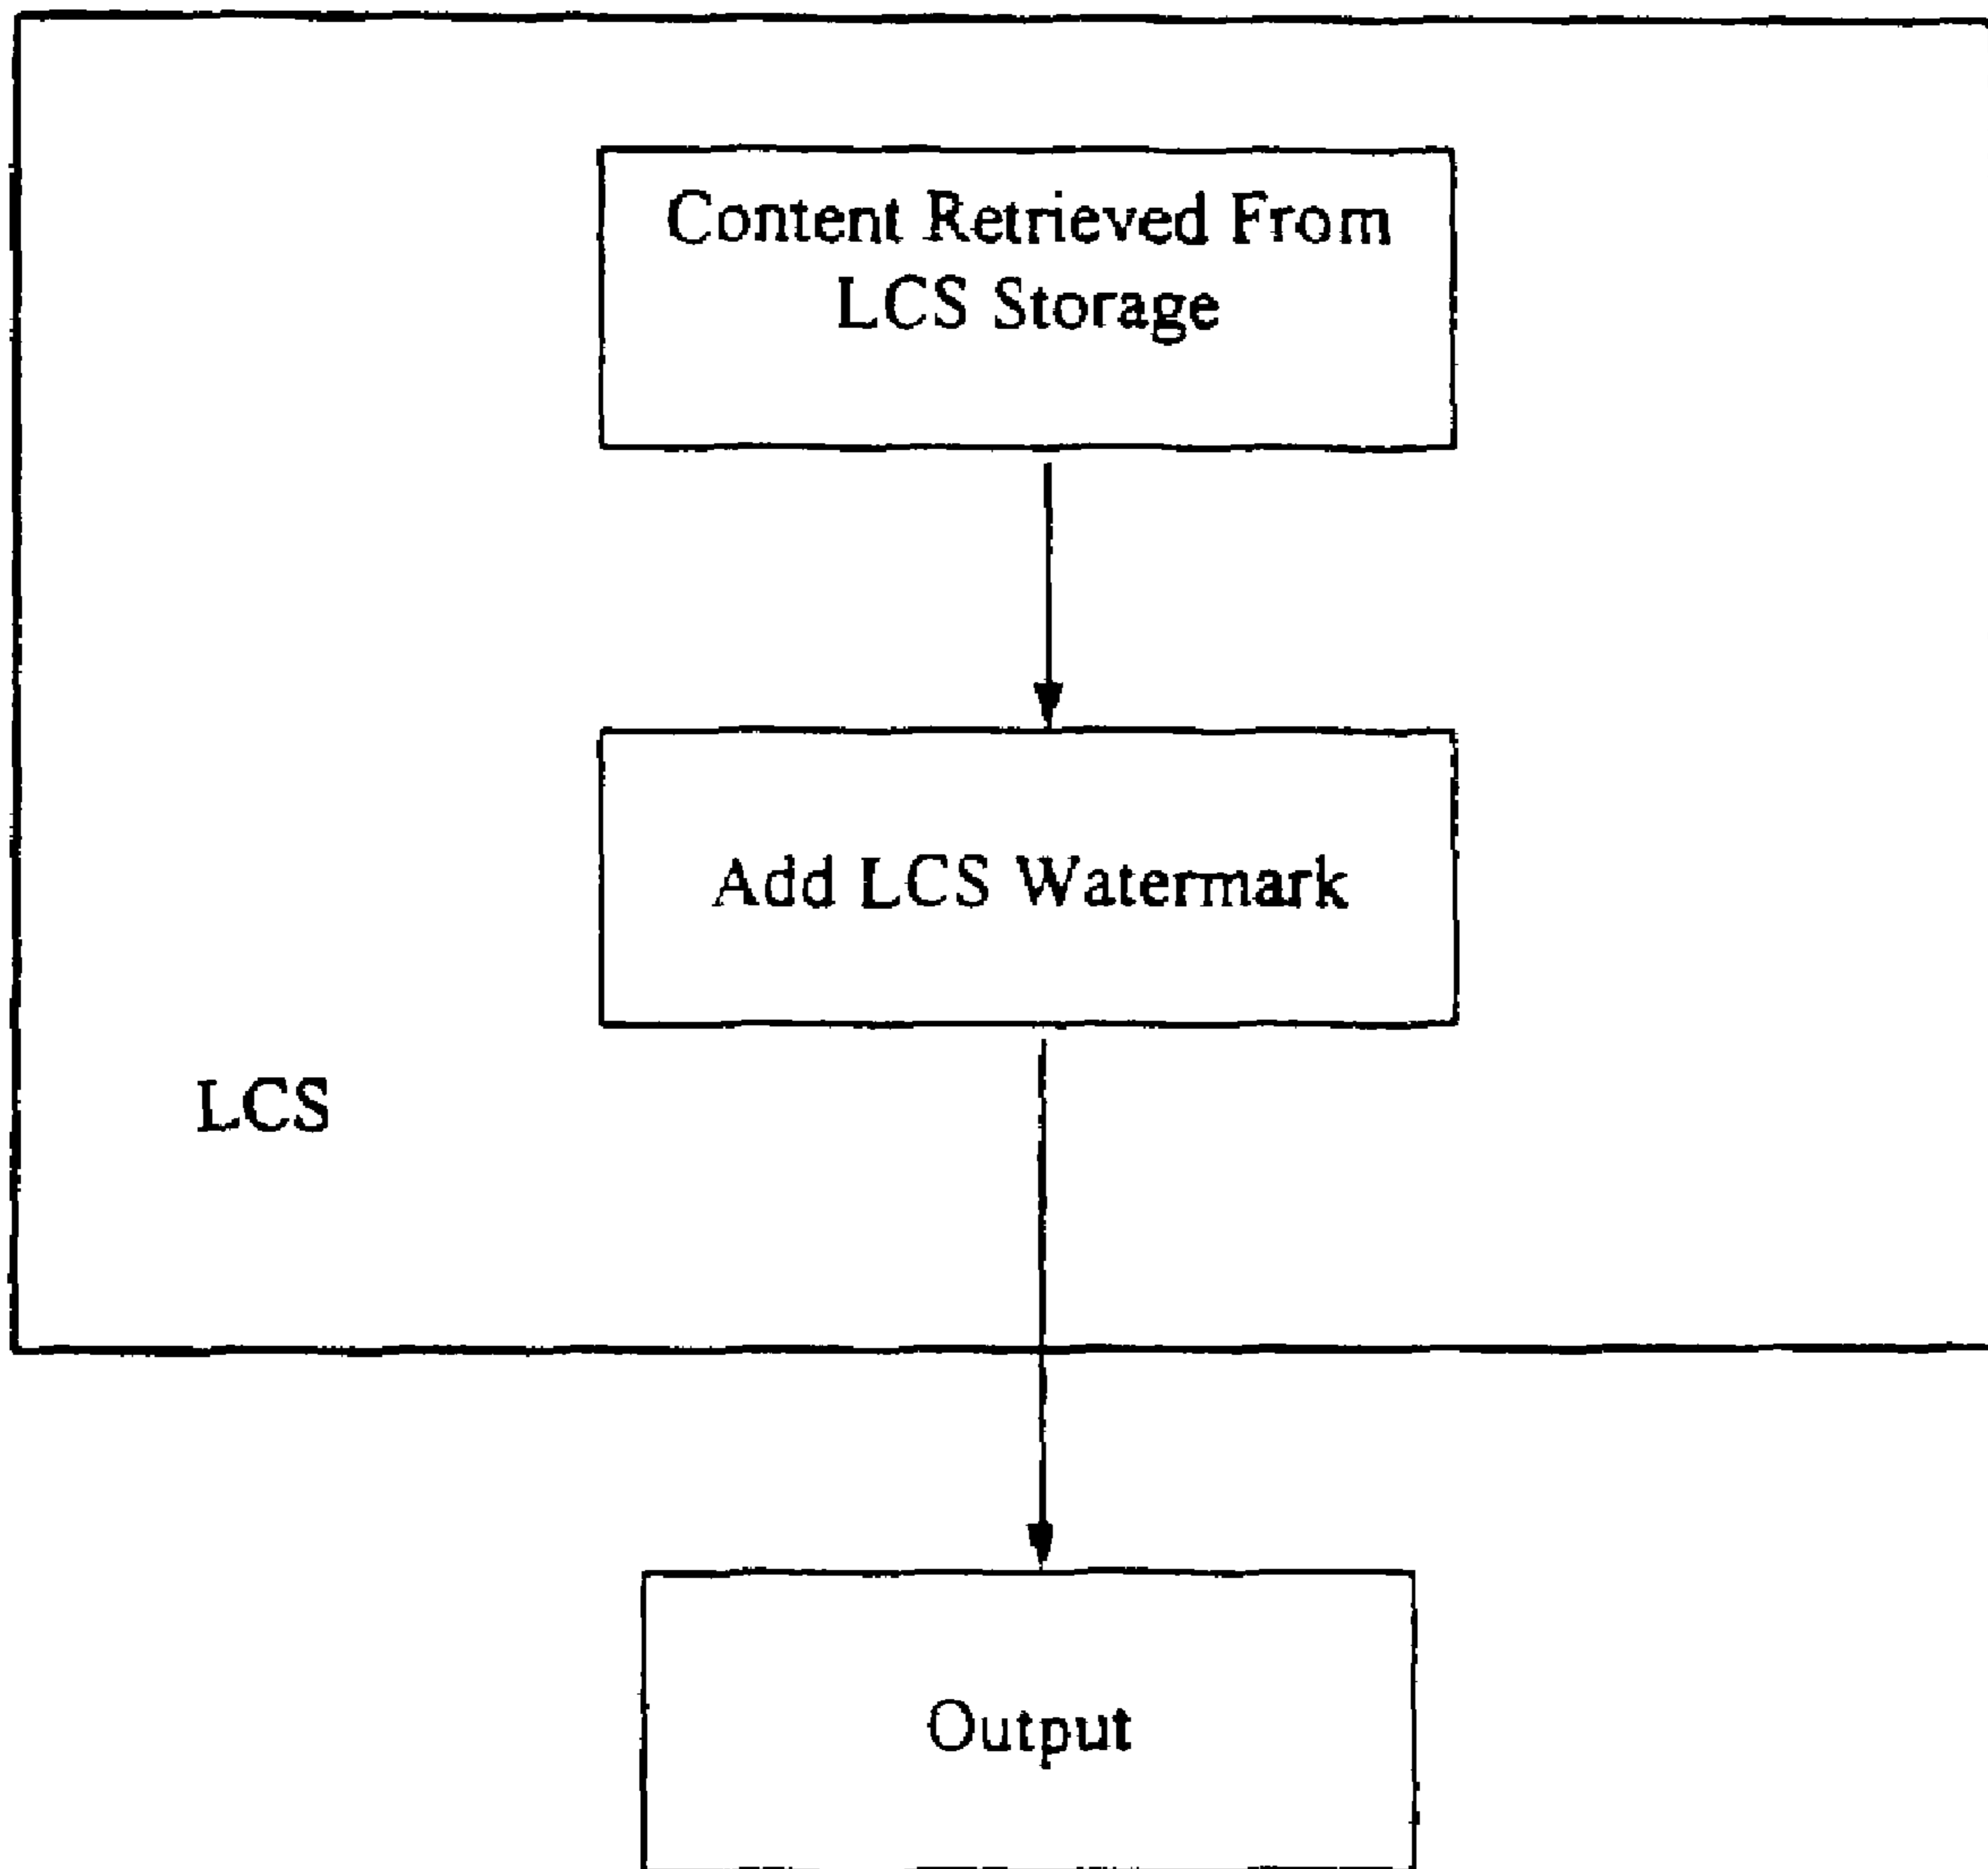 Content Retrieved From
LCS Storage
Add LCS Watermark
LCS
Output